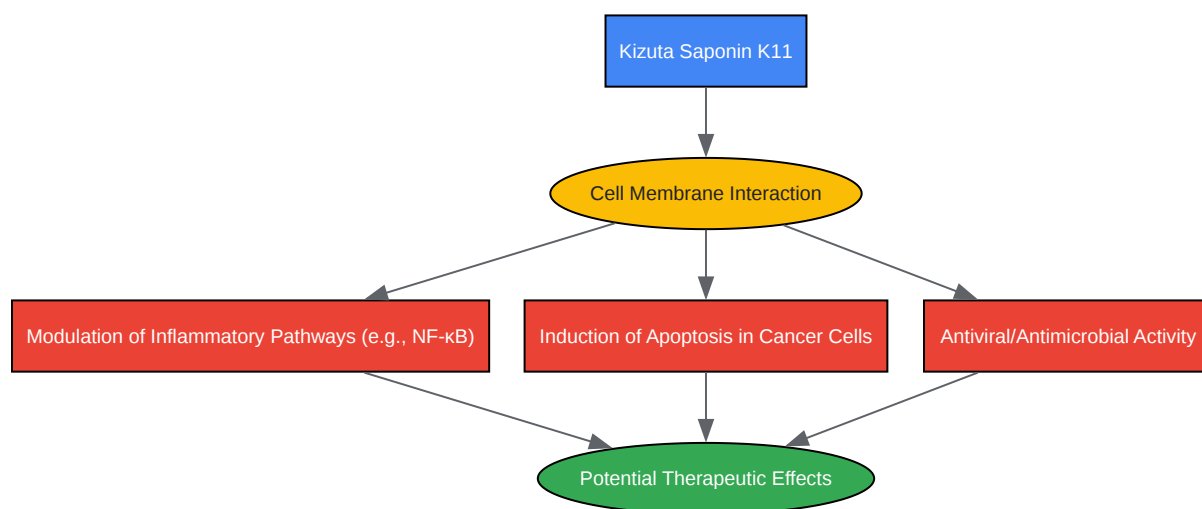 Kizuta Saponin K11
Cell Membrane Interaction
Modulation of Inflammatory Pathways (e.g., NF-κB)
Induction of Apoptosis in Cancer Cells
Antiviral/Antimicrobial Activity
Potential Therapeutic Effects